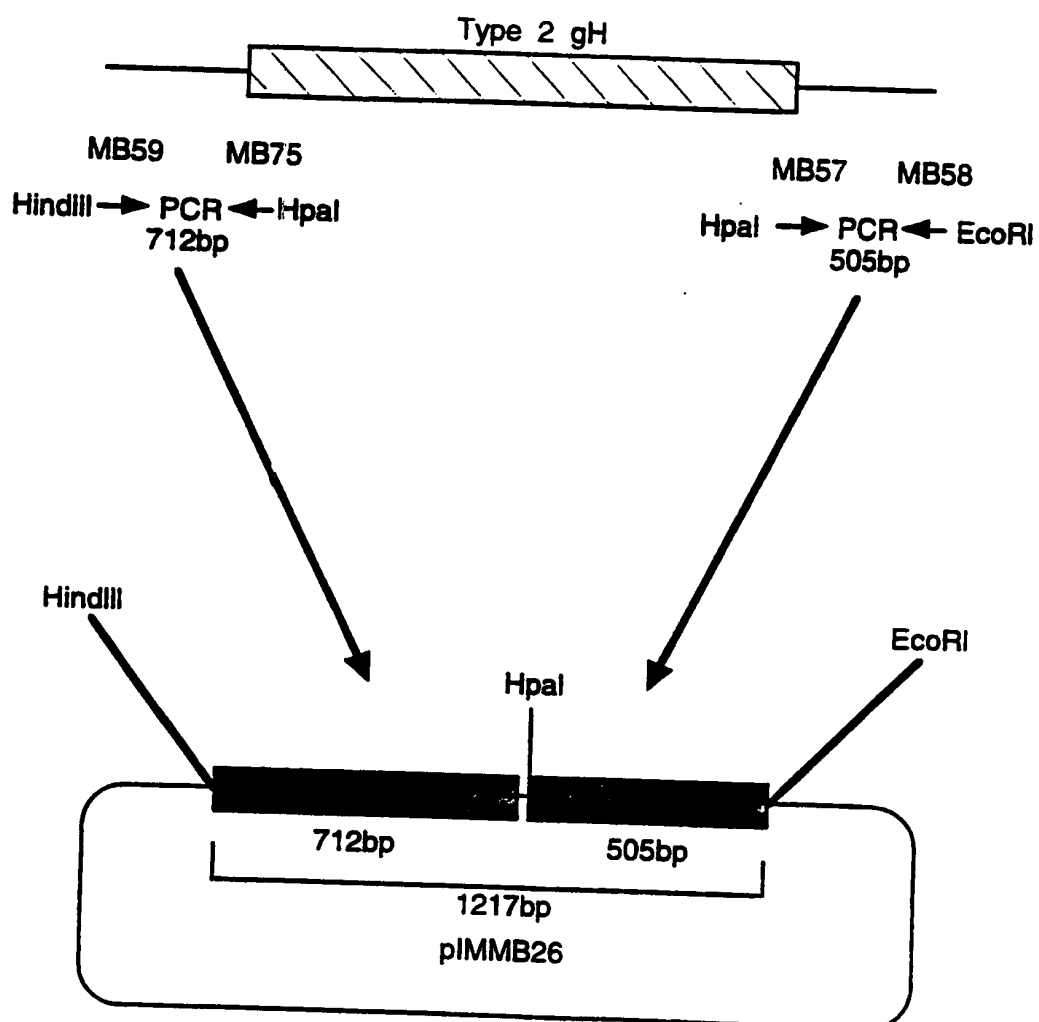 Type 2 gH
MB59 MB75
HindIII PCR HpaI
712bp
MB57 MB58
HpaI PCR EcoRI
505bp
HindIII
EcoRI
HpaI
712bp 505bp
1217bp
pIMMB26